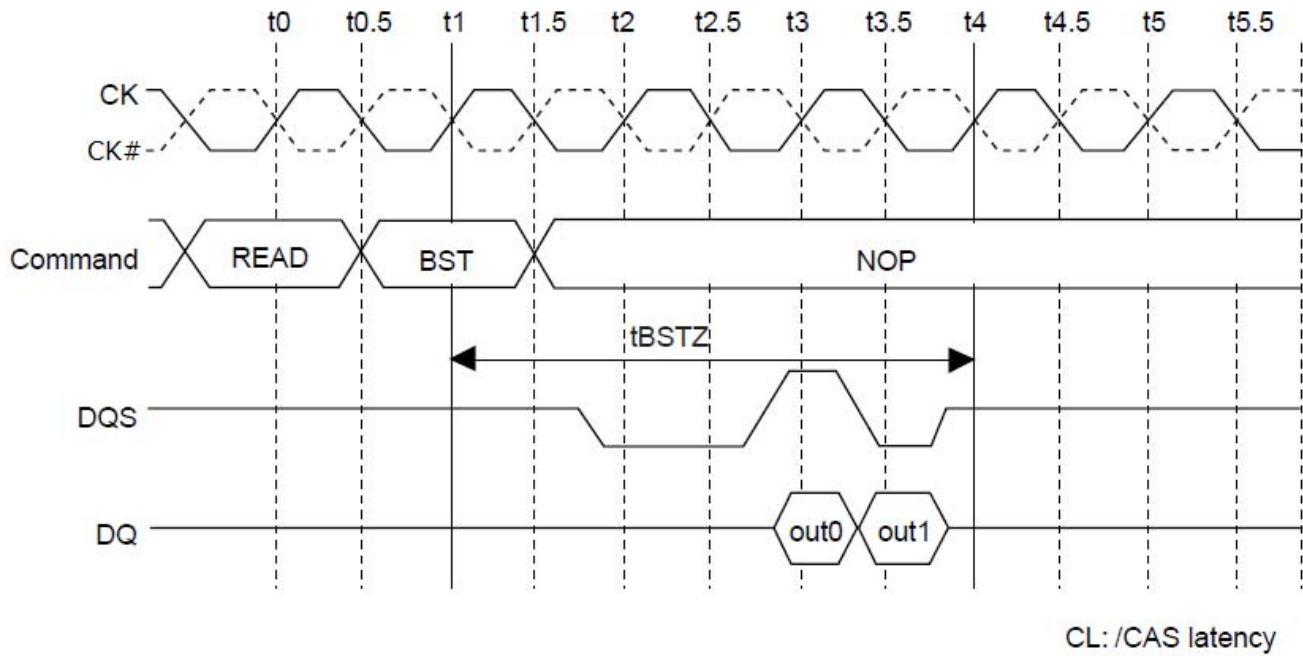 t0 t0.5 t1 t1.5 t2 t2.5 t3 t3.5 t4 t4.5 t5 t5.5
CK
CK#
Command READ BST NOP
tBSTZ
DQS
DQ out0 out1
CL: /CAS latency